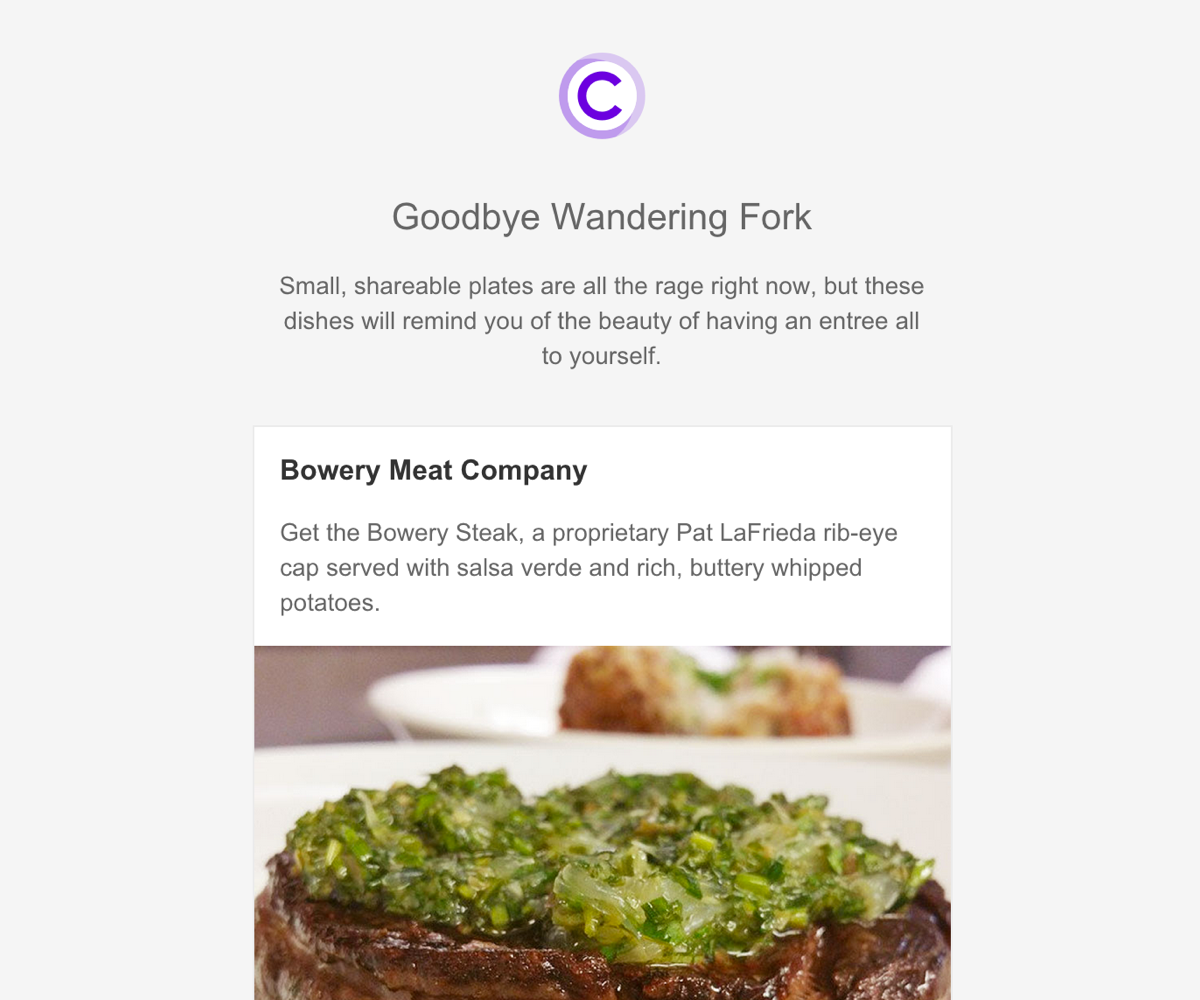 C
Goodbye Wandering Fork
Small, shareable plates are all the rage right now, but these
dishes will remind you of the beauty of having an entree all
to yourself.
Bowery Meat Company
Get the Bowery Steak, a proprietary Pat LaFrieda rib-eye
cap served with salsa verde and rich, buttery whipped
potatoes.